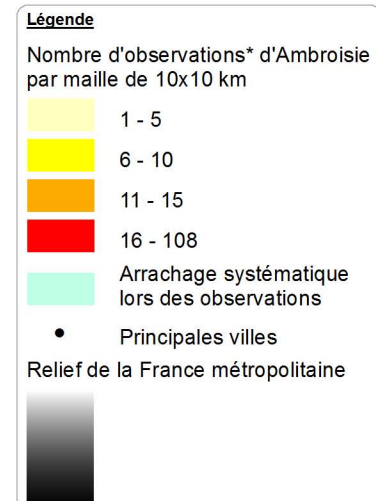 Légende
Nombre d'observations* d'Ambroisie
par maille de 10x10 km
1 - 5
6 - 10
11 - 15
16 - 108
Arrachage systématique
lors des observations
Principales villes
Relief de la France métropolitaine